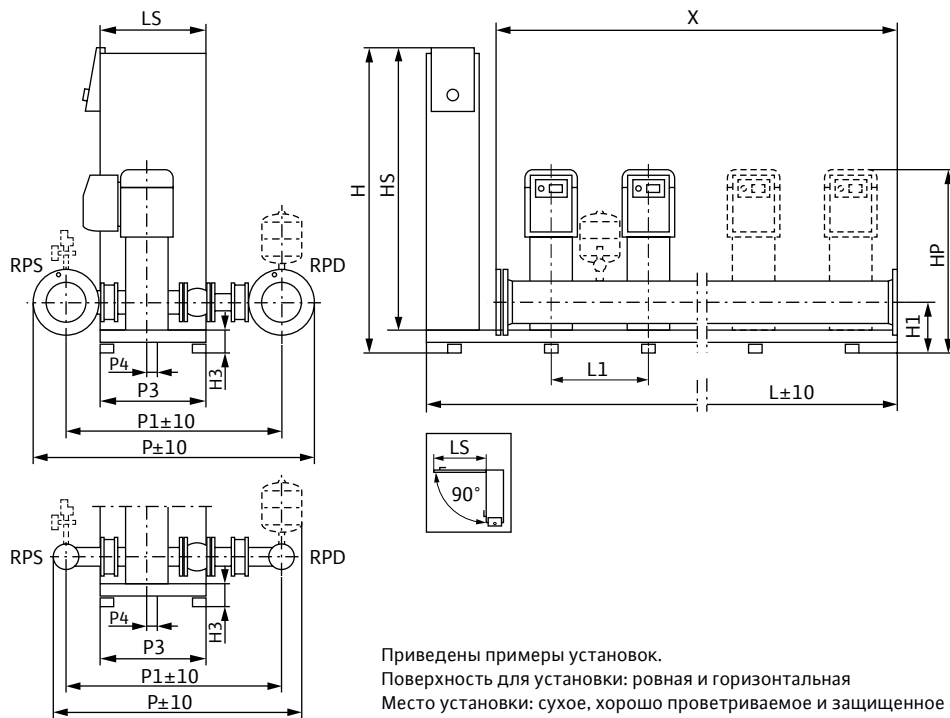 LS
X
H
HS
RPS
RPD
HP
H1
P4
H3
P3
L1
L±10
P1±10
P±10
LS
90°
RPS
RPD
P4
H3
P3
P1±10
P±10
Приведены примеры установок.
Поверхность для установки: ровная и горизонтальная
Место установки: сухое, хорошо проветриваемое и защищенное